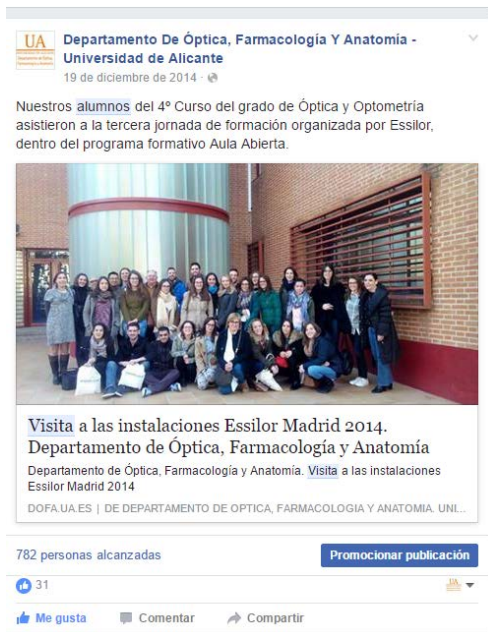 UA
Departamento De Óptica, Farmacología Y Anatomía -
Universidad de Alicante
19 de diciembre de 2014 ·
Nuestros alumnos del 4º Curso del grado de Óptica y Optometría
asistieron a la tercera jornada de formación organizada por Essilor,
dentro del programa formativo Aula Abierta.
Visita a las instalaciones Essilor Madrid 2014.
Departamento de Óptica, Farmacología y Anatomía
Departamento de Óptica, Farmacología y Anatomía. Visita a las instalaciones
Essilor Madrid 2014
DOFA.UA.ES | DE DEPARTAMENTO DE OPTICA, FARMACOLOGIA Y ANATOMIA. UNI...
782 personas alcanzadas
Promocionar publicación
31
Me gusta
Comentar
Compartir